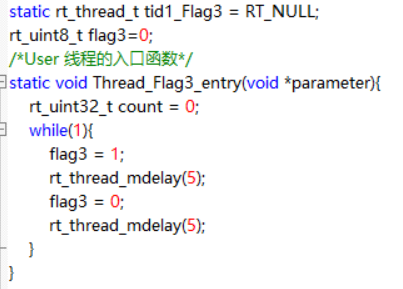 static rt_thread_t tid1_Flag3 = RT_NULL;
rt_uint8_t flag3=0;
/*User 线程的入口函数*/
static void Thread_Flag3_entry(void *parameter){
rt_uint32_t count = 0;
while(1){
flag3 = 1;
rt_thread_mdelay(5);
flag3 = 0;
rt_thread_mdelay(5);
}
}